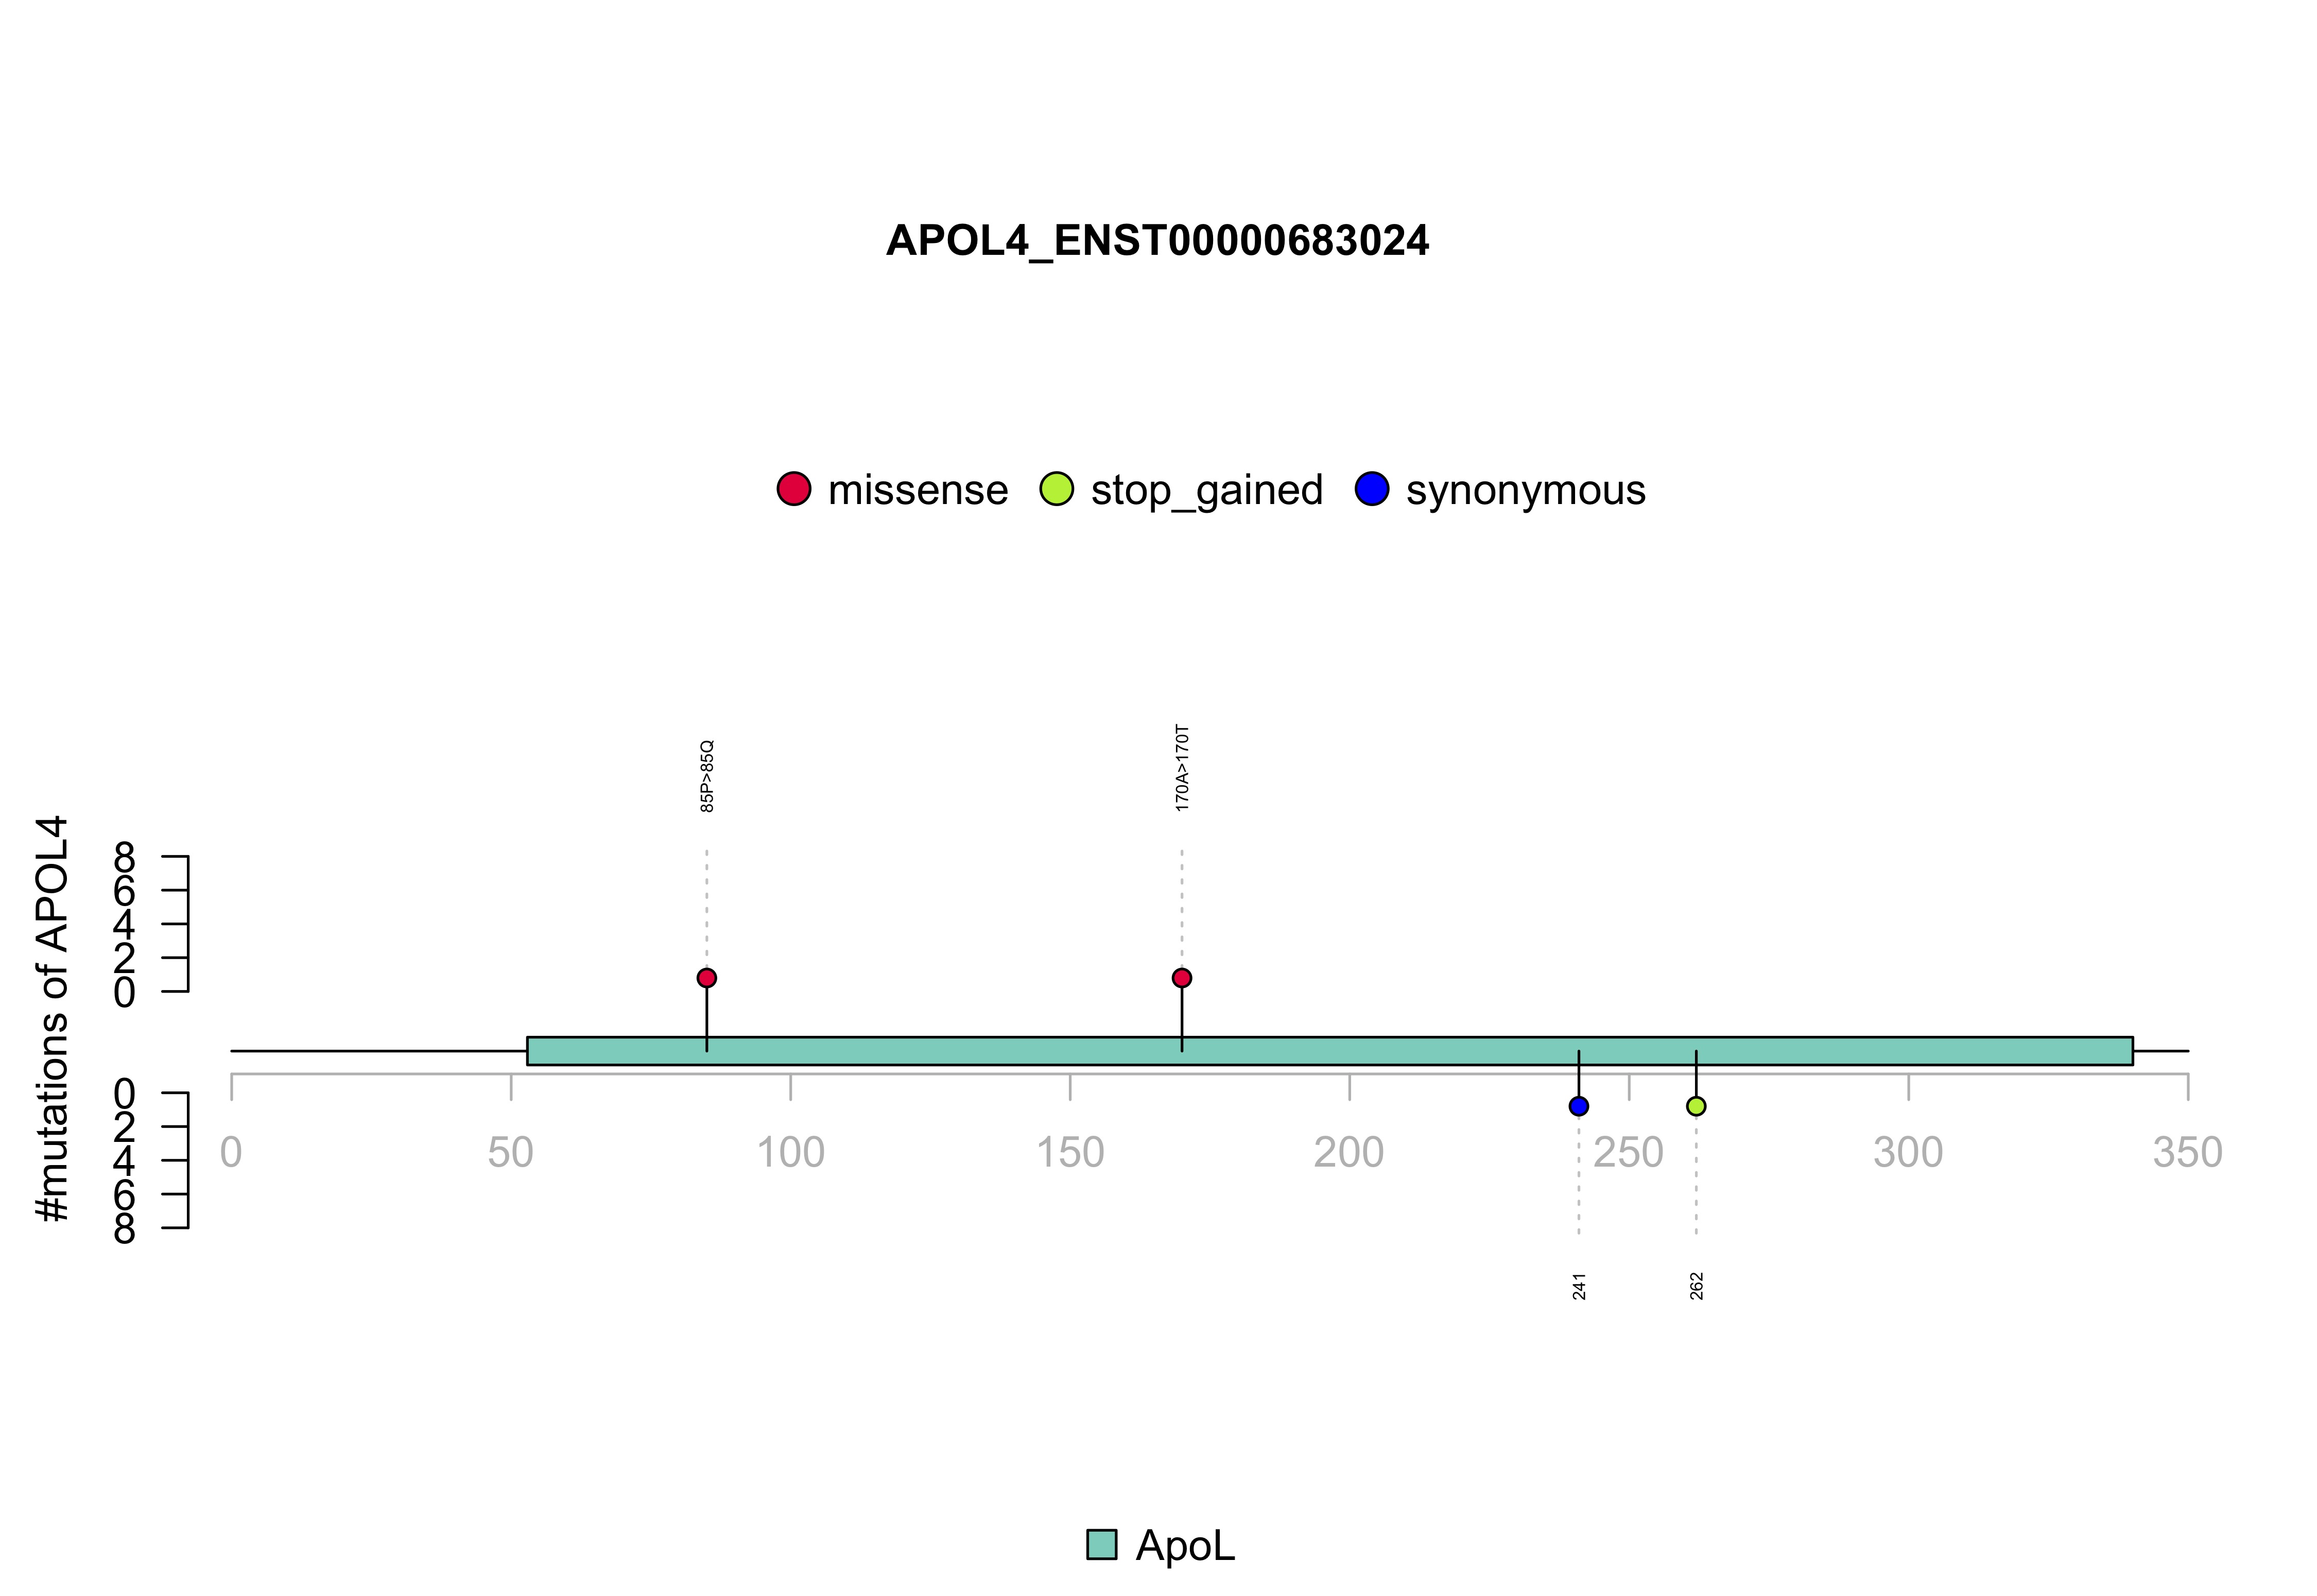 APOL4_ENST00000683024
missense stop_gained synonymous
85P>85Q 170A>170T
#mutations of APOL4
8
6
4
2
0
0
2
4
6
8
0 50 100 150 200 250 300 350
241 262
ApoL